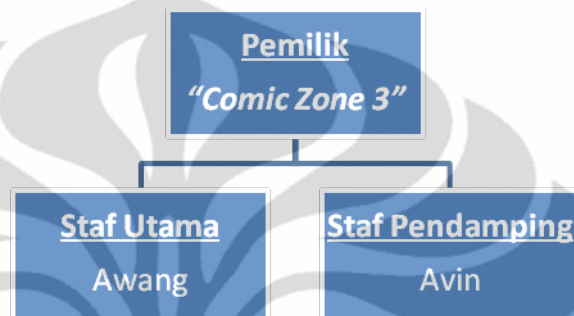 Pemilik
“Comic Zone 3”
Staf Utama
Awang
Staf Pendamping
Avin